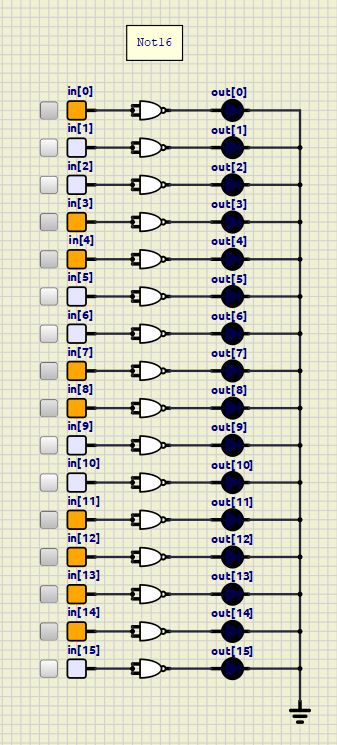 Not16
in[0] out[0]
in[1] out[1]
in[2] out[2]
in[3] out[3]
in[4] out[4]
in[5] out[5]
in[6] out[6]
in[7] out[7]
in[8] out[8]
in[9] out[9]
in[10] out[10]
in[11] out[11]
in[12] out[12]
in[13] out[13]
in[14] out[14]
in[15] out[15]